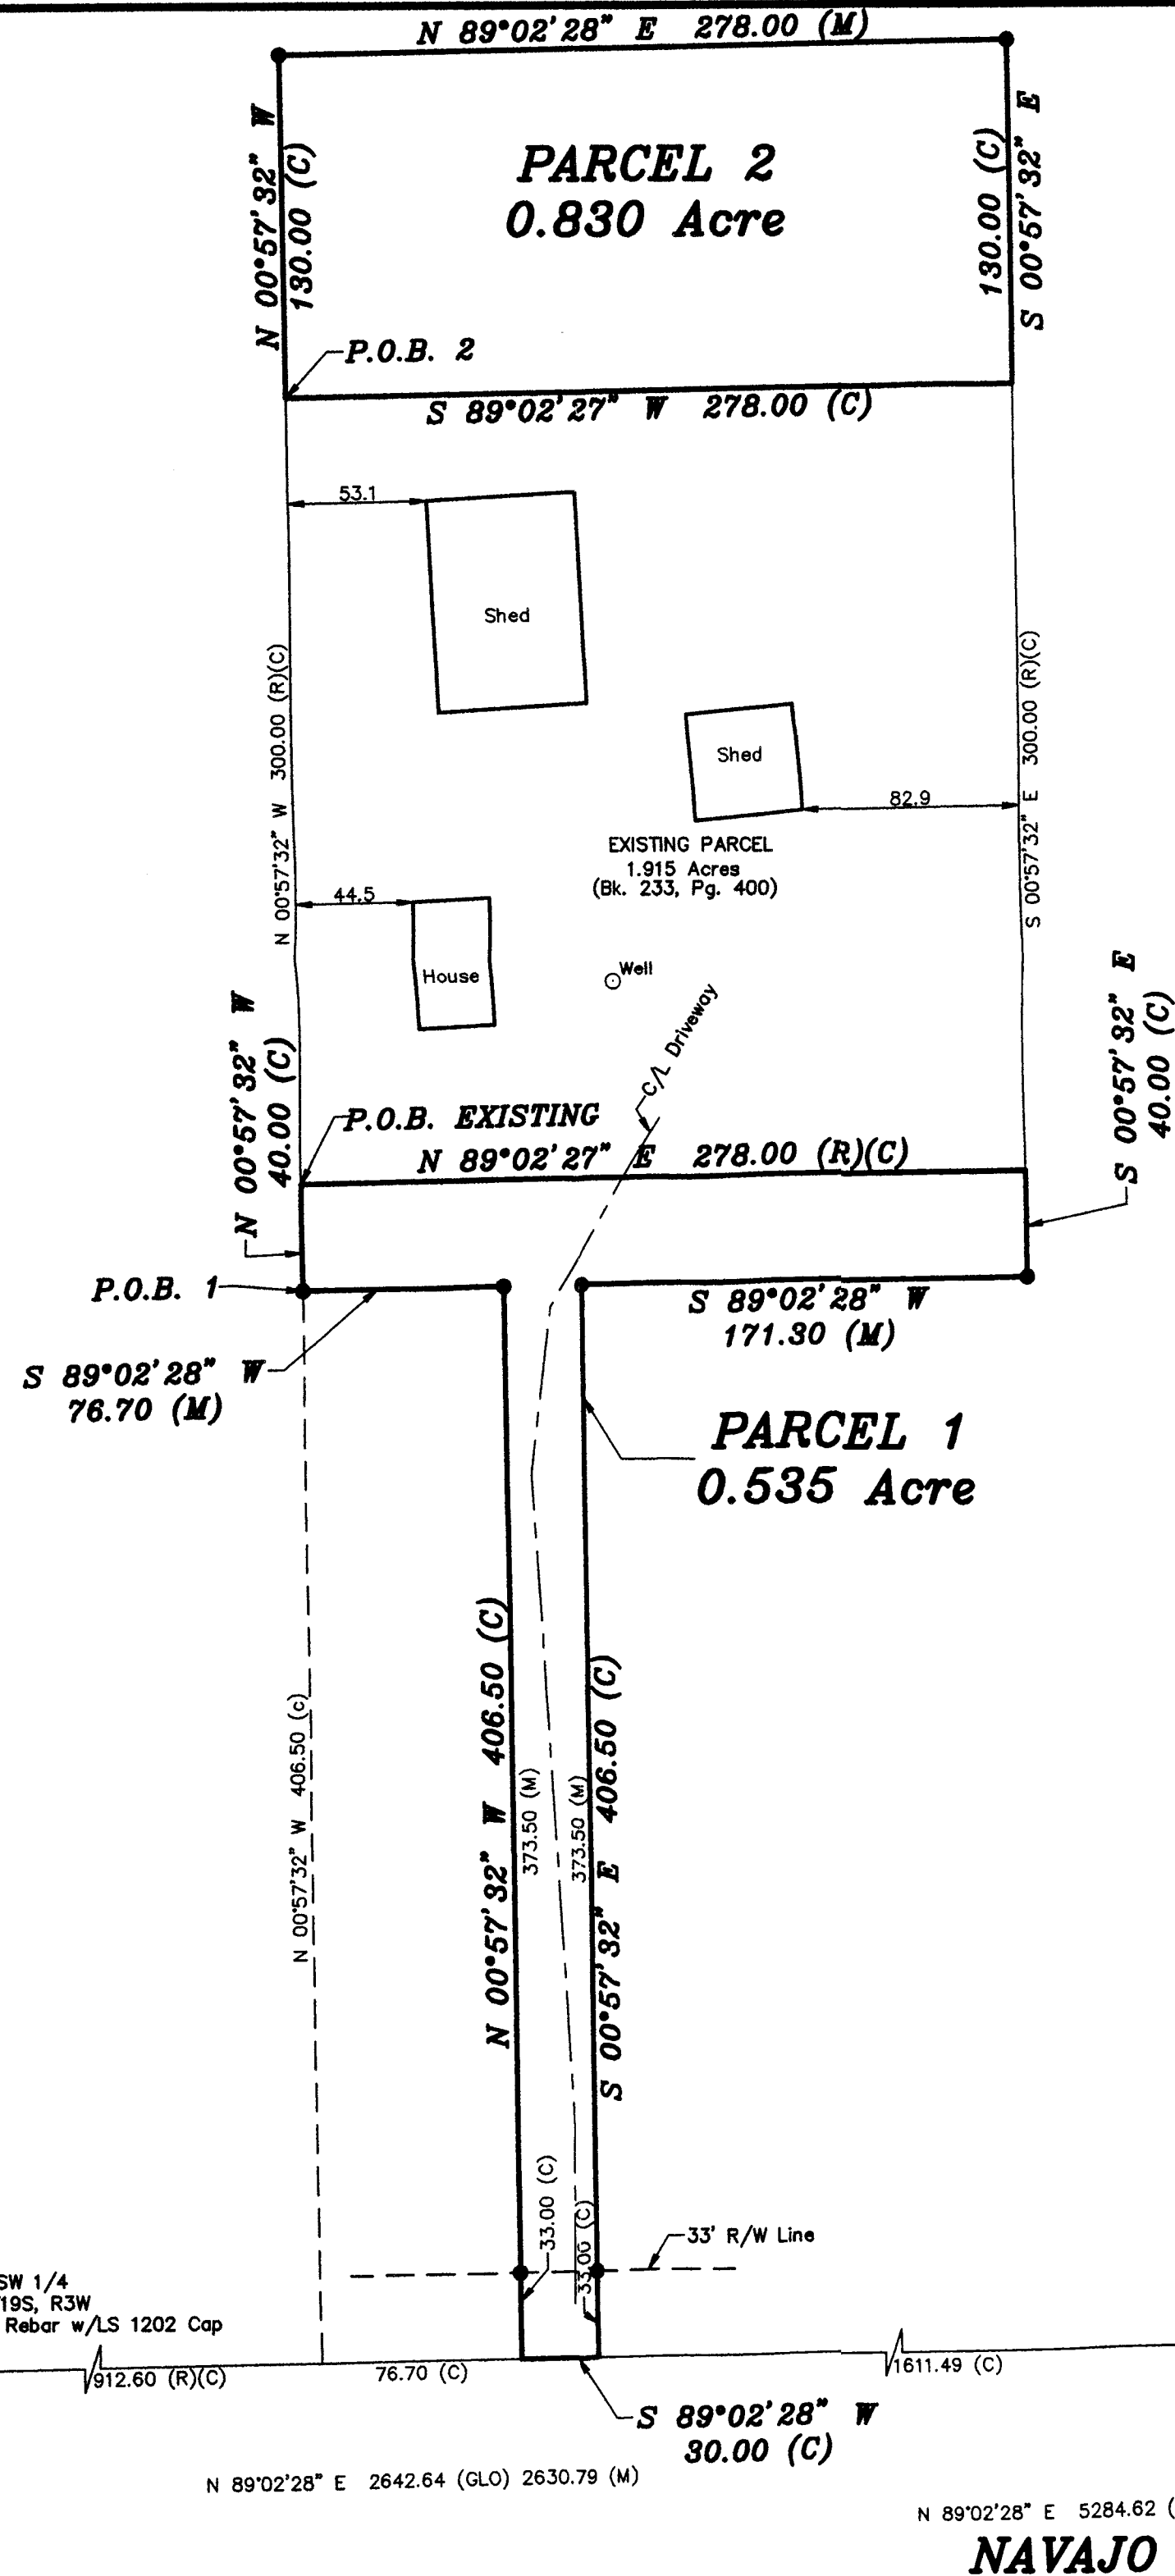 N 89°02'28" E 278.00 (M)
N 00°57'32" W
130.00 (C)
PARCEL 2
0.830 Acre
130.00 (C)
S 00°57'32" E
P.O.B. 2
S 89°02'27" W 278.00 (C)
53.1
Shed
N 00°57'32" W 300.00 (R)(C)
Shed
82.9
S 00°57'32" E 300.00 (R)(C)
EXISTING PARCEL
1.915 Acres
(Bk. 233, Pg. 400)
44.5
House
Well
C/L Driveway
N 00°57'32" W
40.00 (C)
S 00°57'32" E
40.00 (C)
P.O.B. EXISTING
N 89°02'27" E 278.00 (R)(C)
P.O.B. 1
S 89°02'28" W
171.30 (M)
S 89°02'28" W
76.70 (M)
PARCEL 1
0.535 Acre
N 00°57'32" W 406.50 (c)
N 00°57'32" W 406.50 (C)
373.50 (M)
373.50 (M)
S 00°57'32" E 406.50 (C)
33.00 (C)
33.00 (C)
33' R/W Line
SW 1/4
19S, R3W
Rebar w/LS 1202 Cap
912.60 (R)(C)
76.70 (C)
1611.49 (C)
S 89°02'28" W
30.00 (C)
N 89°02'28" E 2642.64 (GLO) 2630.79 (M)
N 89°02'28" E 5284.62 (
NAVAJO